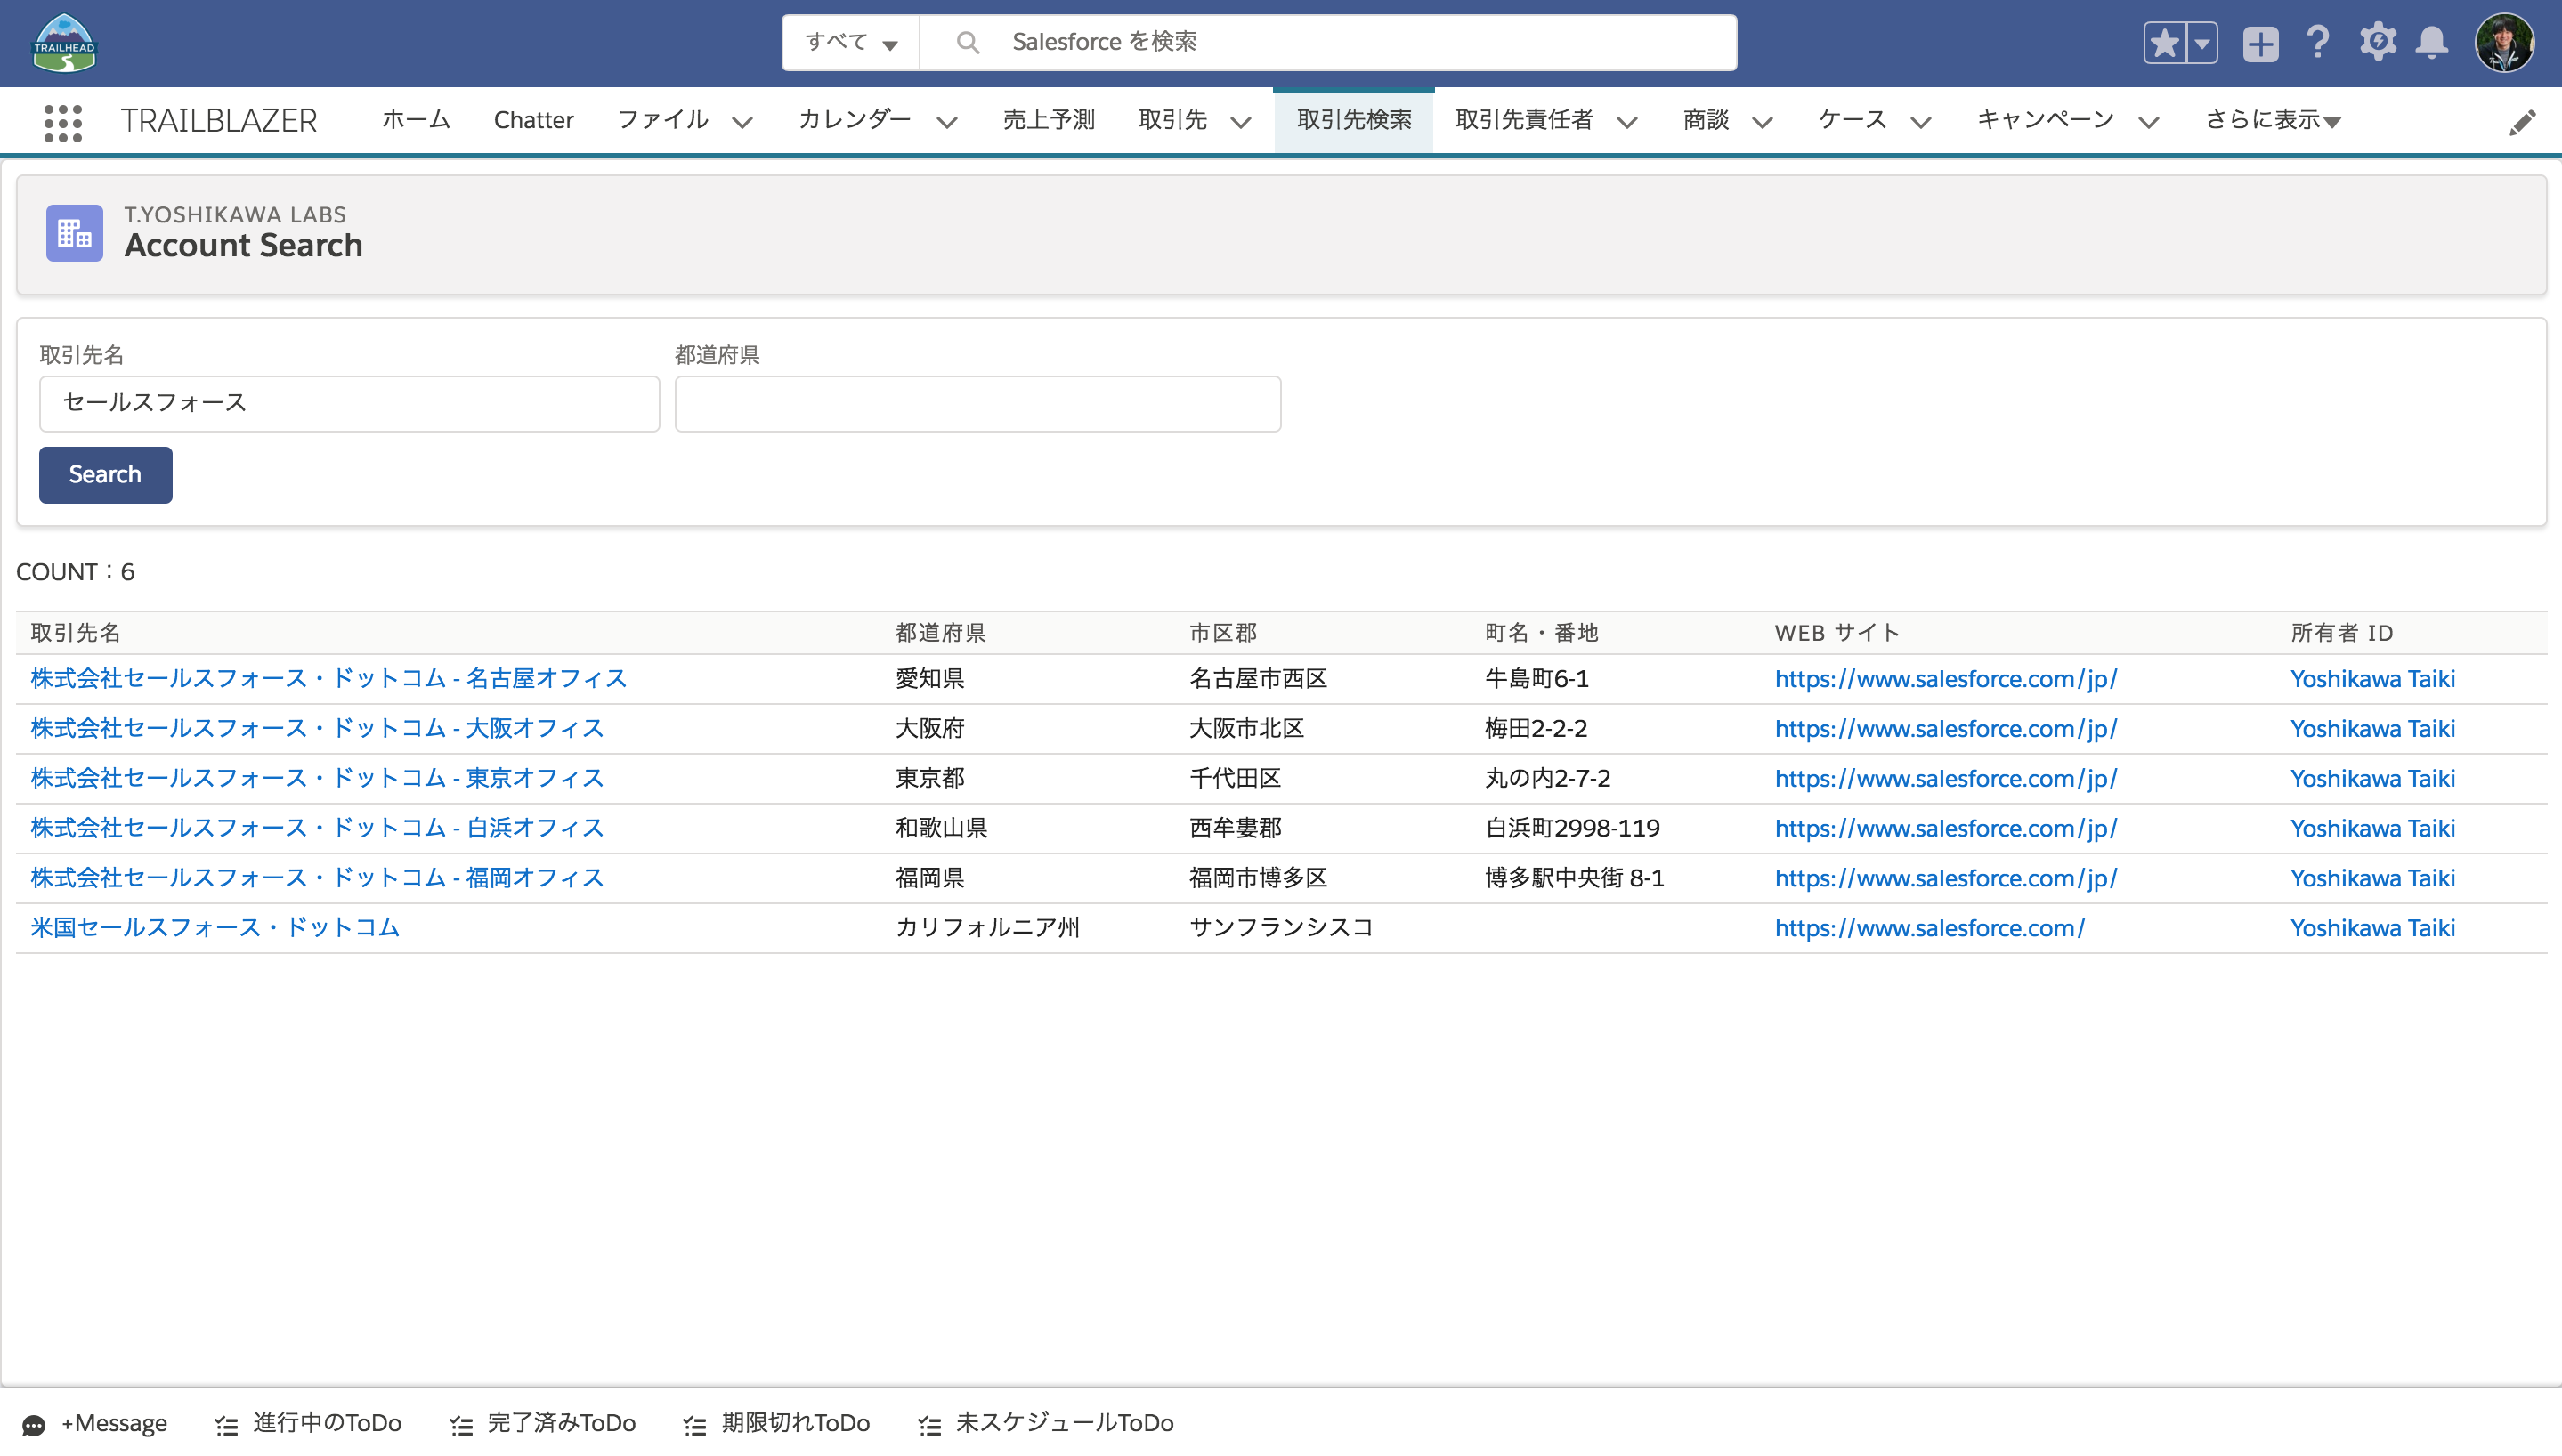 TRAILHEAD
すべて Salesforce を検索
TRAILBLAZER ホーム Chatter ファイル カレンダー 売上予測 取引先 取引先検索 取引先責任者 商談 ケース キャンペーン さらに表示
T.YOSHIKAWA LABS
Account Search
取引先名 都道府県
セールスフォース
Search
COUNT：6
取引先名 都道府県 市区郡 町名・番地 WEB サイト 所有者 ID
株式会社セールスフォース・ドットコム - 名古屋オフィス 愛知県 名古屋市西区 牛島町6-1 https://www.salesforce.com/jp/ Yoshikawa Taiki
株式会社セールスフォース・ドットコム - 大阪オフィス 大阪府 大阪市北区 梅田2-2-2 https://www.salesforce.com/jp/ Yoshikawa Taiki
株式会社セールスフォース・ドットコム - 東京オフィス 東京都 千代田区 丸の内2-7-2 https://www.salesforce.com/jp/ Yoshikawa Taiki
株式会社セールスフォース・ドットコム - 白浜オフィス 和歌山県 西牟婁郡 白浜町2998-119 https://www.salesforce.com/jp/ Yoshikawa Taiki
株式会社セールスフォース・ドットコム - 福岡オフィス 福岡県 福岡市博多区 博多駅中央街 8-1 https://www.salesforce.com/jp/ Yoshikawa Taiki
米国セールスフォース・ドットコム カリフォルニア州 サンフランシスコ https://www.salesforce.com/ Yoshikawa Taiki
+Message 進行中のToDo 完了済みToDo 期限切れToDo 未スケジュールToDo